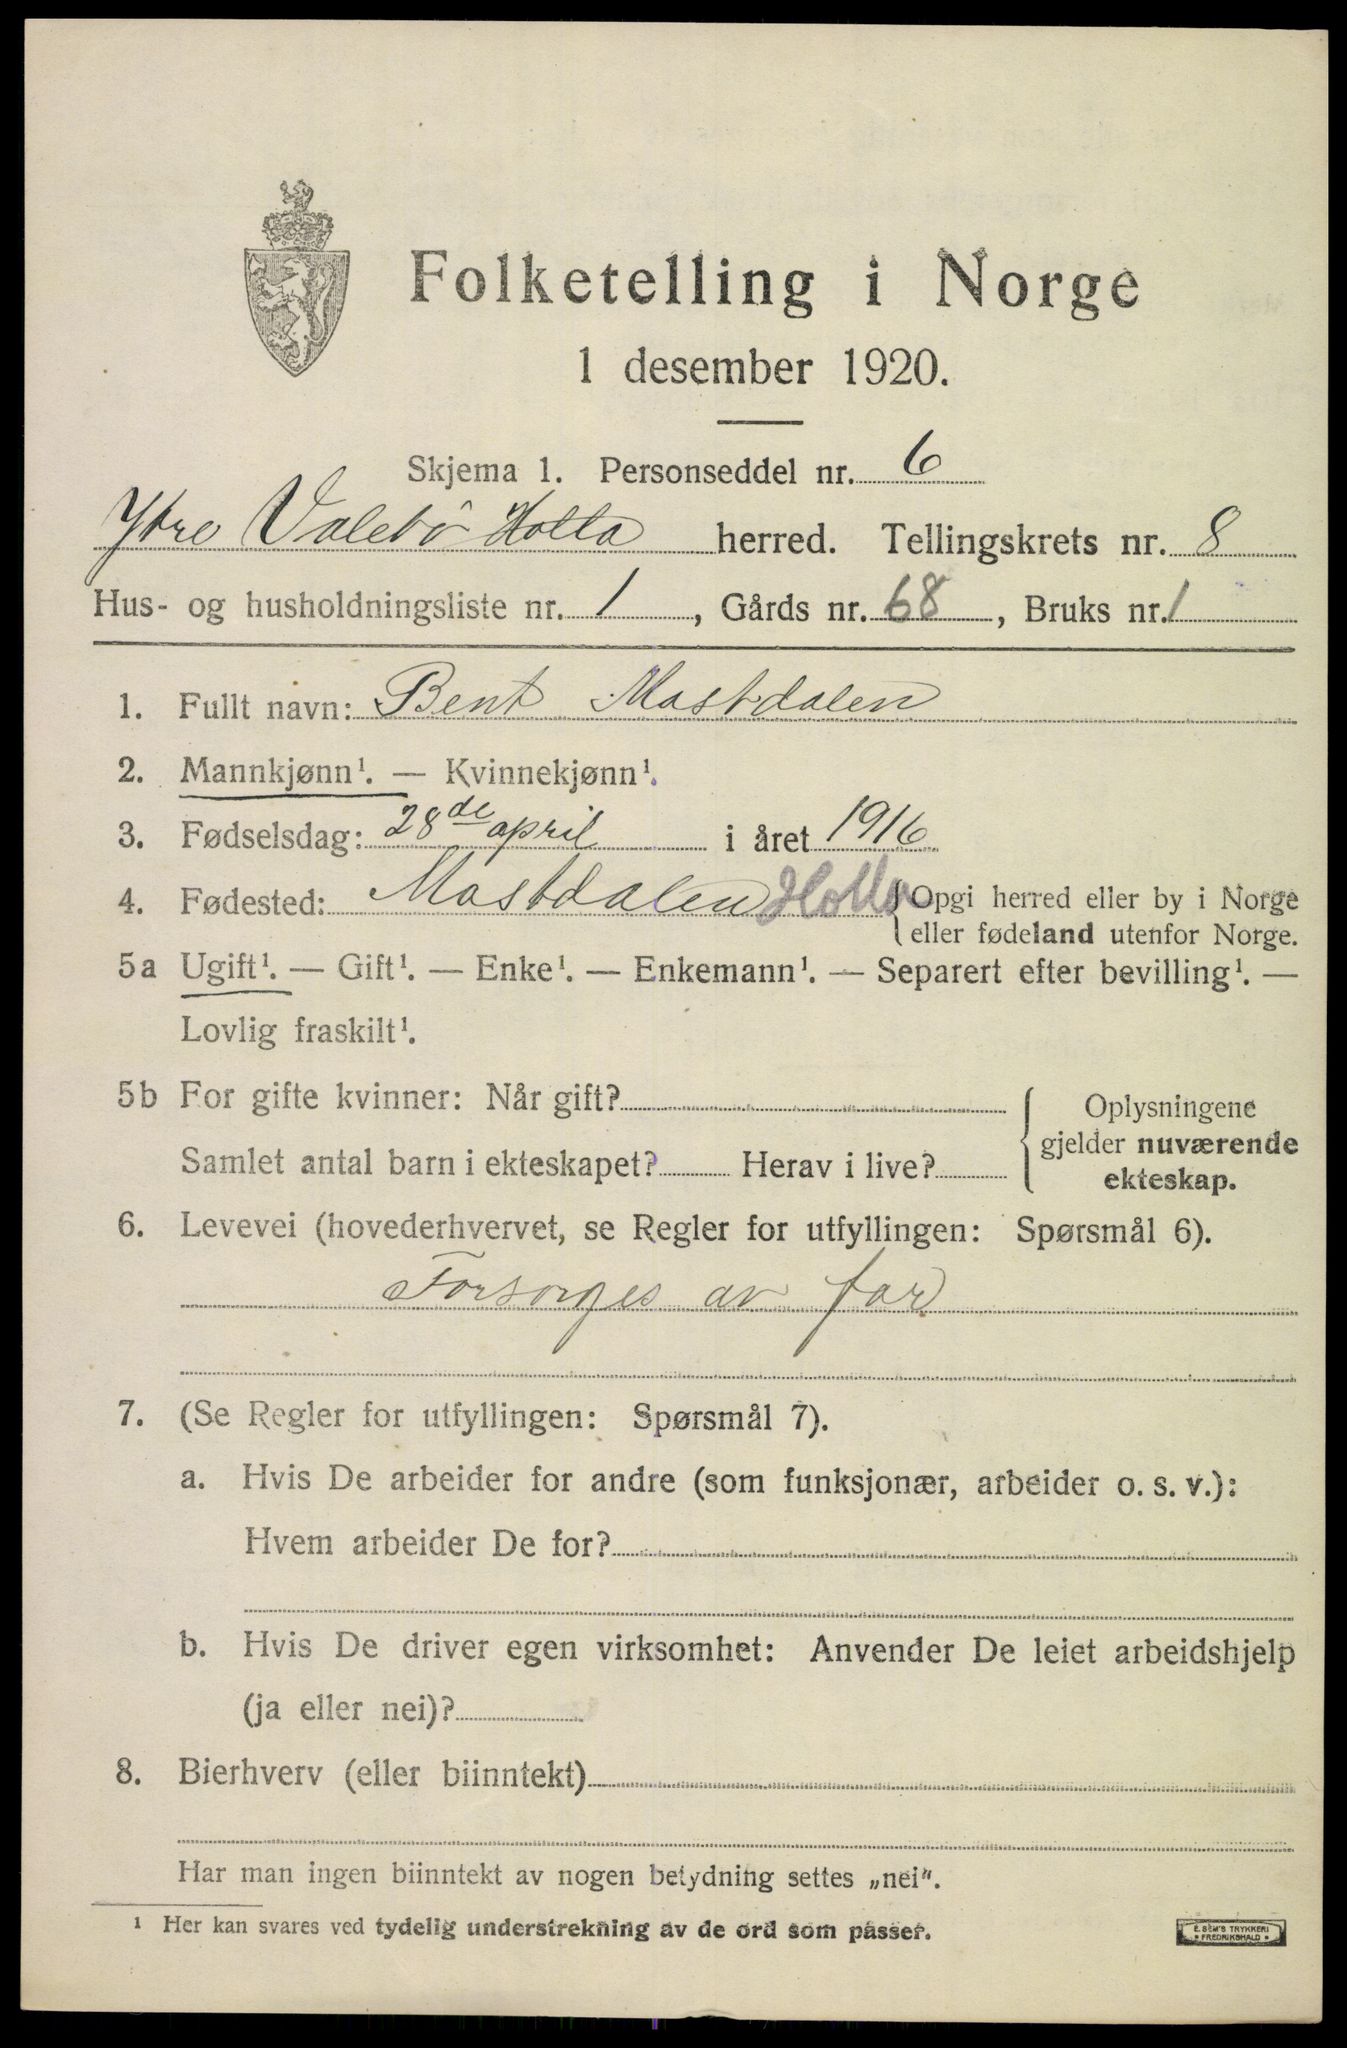 Folketelling i Norge
1 desember 1920.
Skjema 1. Personseddel nr. 6
Ytre Valebö Holla herred. Tellingskrets nr. 8
Hus- og husholdningsliste nr. 1, Gårds nr. 68, Bruks nr. 1
1. Fullt navn: Bent Mastdalen
2. Mannkjønn¹. — Kvinnekjønn¹.
3. Fødselsdag: 28de april i året 1916
4. Fødested: Mastdalen Holla {Opgi herred eller by i Norge
eller fødeland utenfor Norge.
5a Ugift¹. — Gift¹. — Enke¹. — Enkemann¹. — Separert efter bevilling¹. —
Lovlig fraskilt¹.
5b For gifte kvinner: Når gift?
Samlet antal barn i ekteskapet? Herav i live?
Oplysningene
gjelder nuværende
ekteskap.
6. Levevei (hovederhvervet, se Regler for utfyllingen: Spørsmål 6).
Forsorges av far
7. (Se Regler for utfyllingen: Spørsmål 7).
a. Hvis De arbeider for andre (som funksjonær, arbeider o. s. v.):
Hvem arbeider De for?
b. Hvis De driver egen virksomhet: Anvender De leiet arbeidshjelp
(ja eller nei)?
8. Bierhverv (eller biinntekt)
Har man ingen biinntekt av nogen betydning settes „nei".
¹ Her kan svares ved tydelig understrekning av de ord som passer.
E. SEM'S TRYKKERI
FREDRIKSHALD